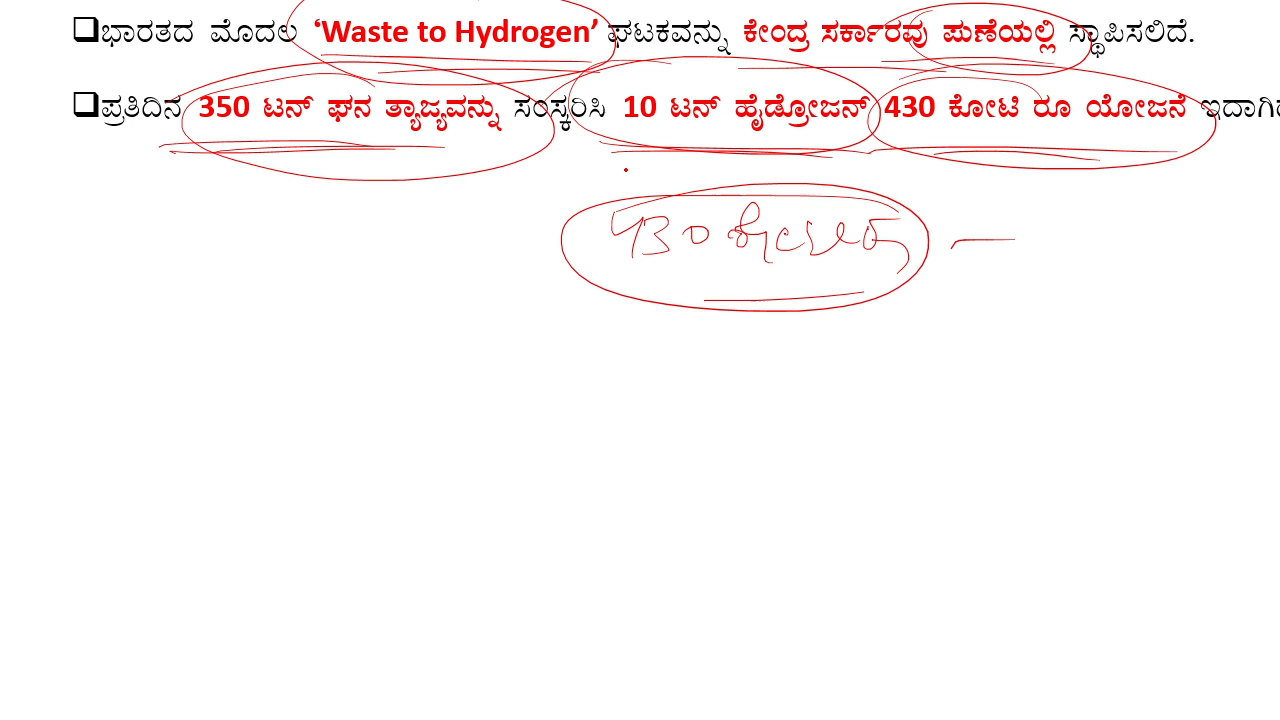 ಭಾರತದ ಮೊದಲ ‘Waste to Hydrogen’ ಘಟಕವನ್ನು ಕೇಂದ್ರ ಸರ್ಕಾರವು ಪುಣೆಯಲ್ಲಿ ಸ್ಥಾಪಿಸಲಿದೆ.
ಪ್ರತಿದಿನ 350 ಟನ್ ಘನ ತ್ಯಾಜ್ಯವನ್ನು ಸಂಸ್ಕರಿಸಿ 10 ಟನ್ ಹೈಡ್ರೋಜನ್ 430 ಕೋಟಿ ರೂ ಯೋಜನೆ
430